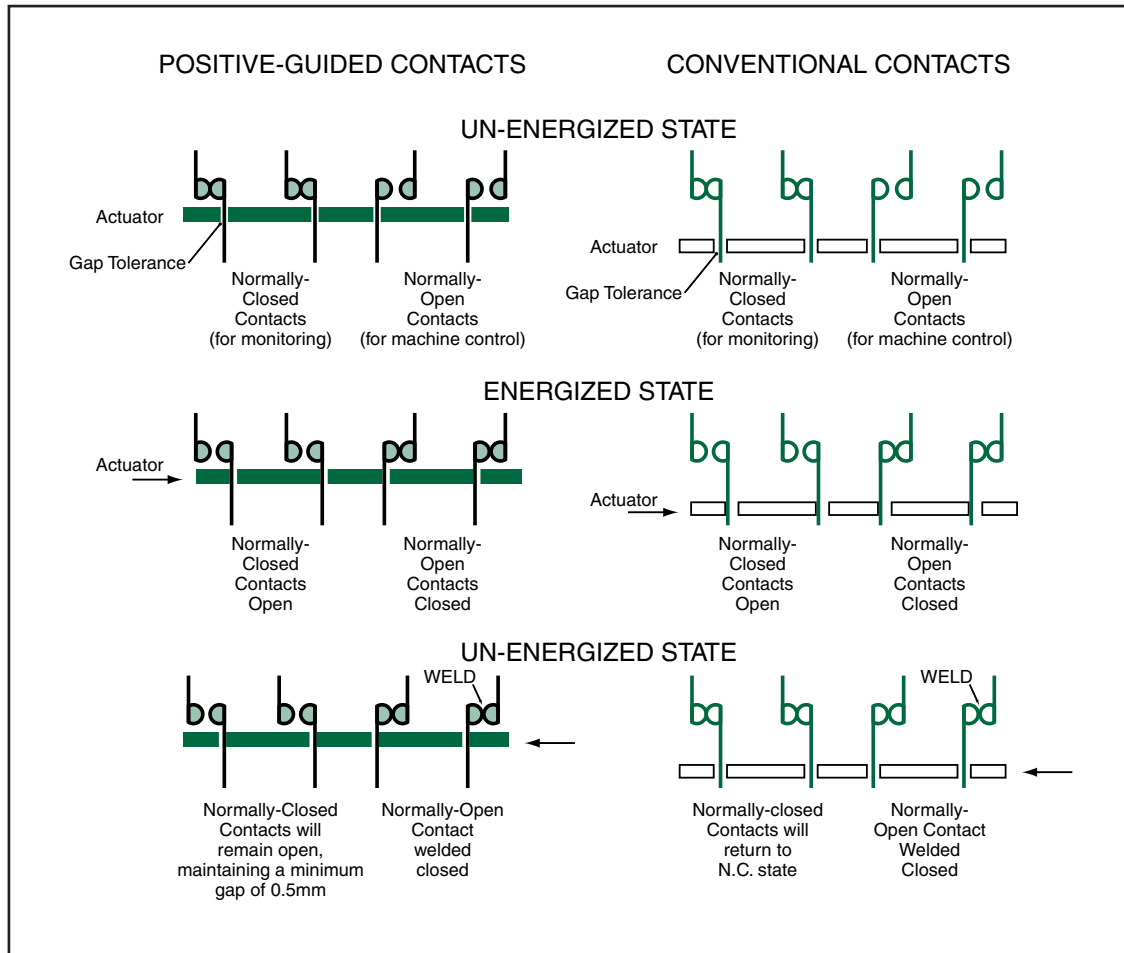 POSITIVE-GUIDED CONTACTS
CONVENTIONAL CONTACTS
UN-ENERGIZED STATE
Actuator
Gap Tolerance
Normally-
Closed
Contacts
(for monitoring)
Normally-
Open
Contacts
(for machine control)
Actuator
Gap Tolerance
Normally-
Closed
Contacts
(for monitoring)
Normally-
Open
Contacts
(for machine control)
ENERGIZED STATE
Actuator
Normally-
Closed
Contacts
Open
Normally-
Open
Contacts
Closed
Actuator
Normally-
Closed
Contacts
Open
Normally-
Open
Contacts
Closed
UN-ENERGIZED STATE
WELD
Normally-Closed
Contacts will
remain open,
maintaining a minimum
gap of 0.5mm
Normally-Open
Contact
welded
closed
WELD
Normally-closed
Contacts will
return to
N.C. state
Normally-
Open Contact
Welded
Closed